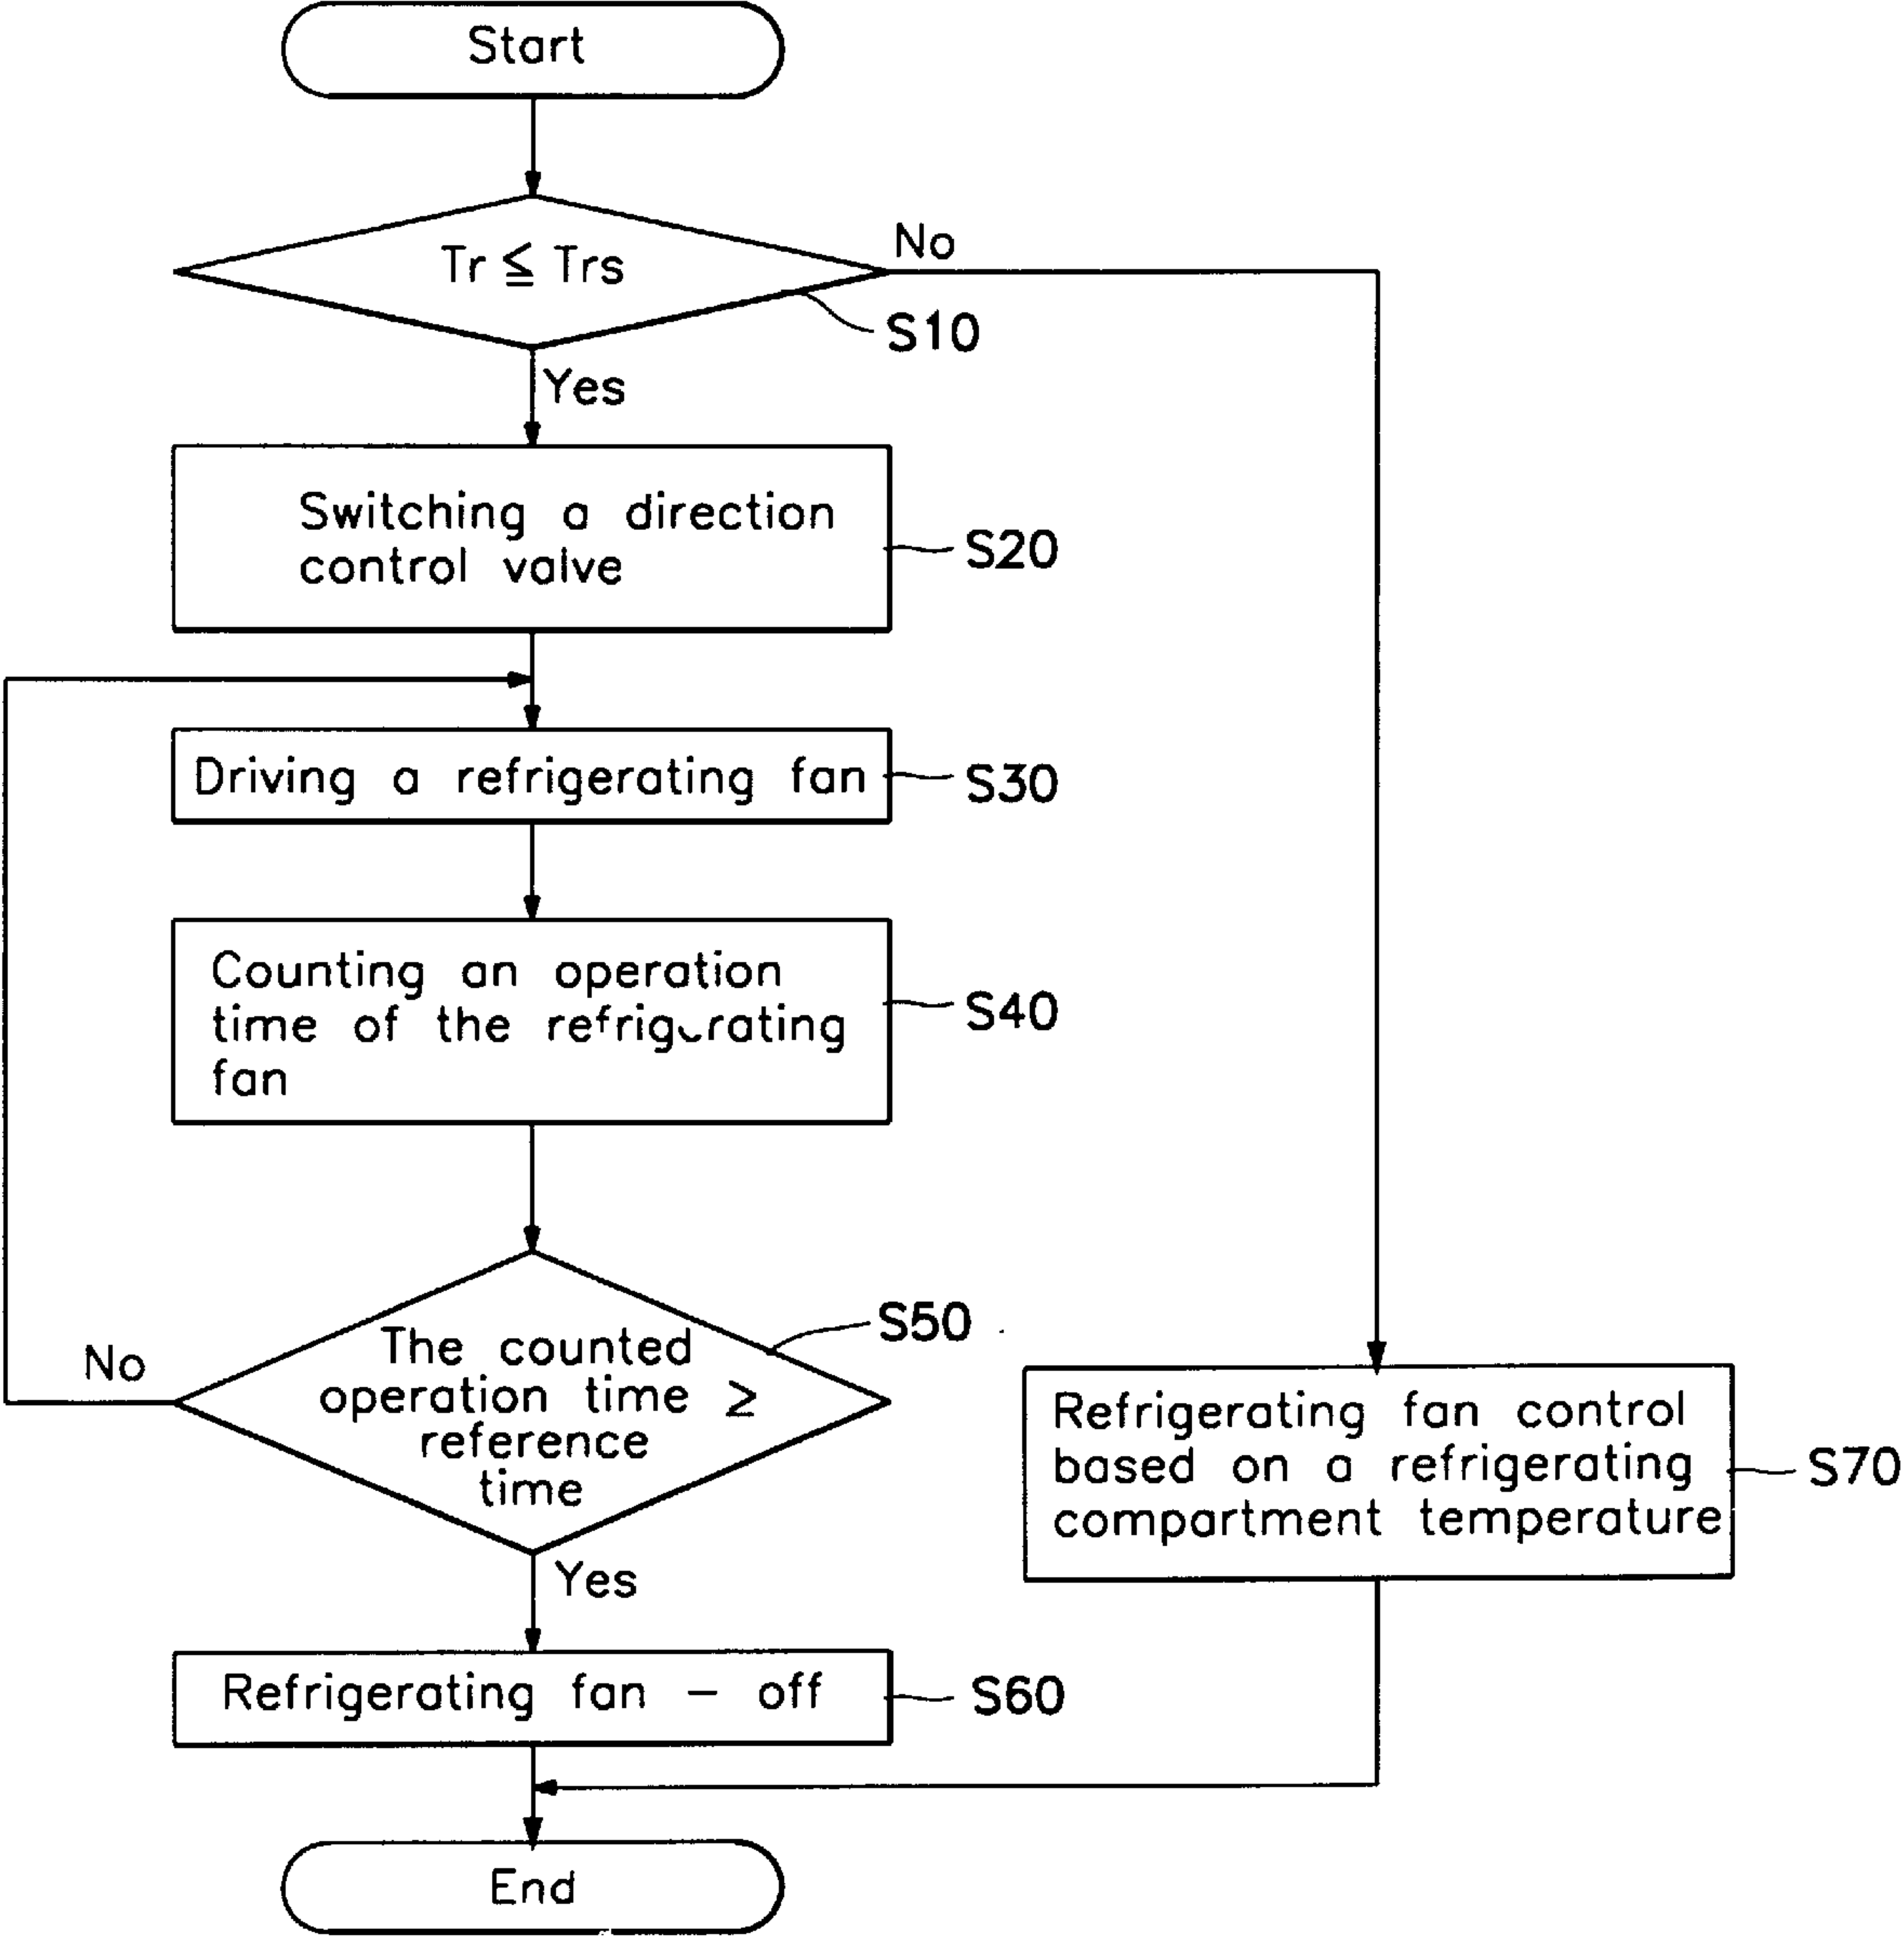 Start
Tr ≦ Trs
No
S10
Yes
Switching a direction
control valve
S20
Driving a refrigerating fan
S30
Counting an operation
time of the refrigerating
fan
S40
The counted
operation time ≥
reference
time
S50
No
Yes
Refrigerating fan control
based on a refrigerating
compartment temperature
S70
Refrigerating fan – off
S60
End